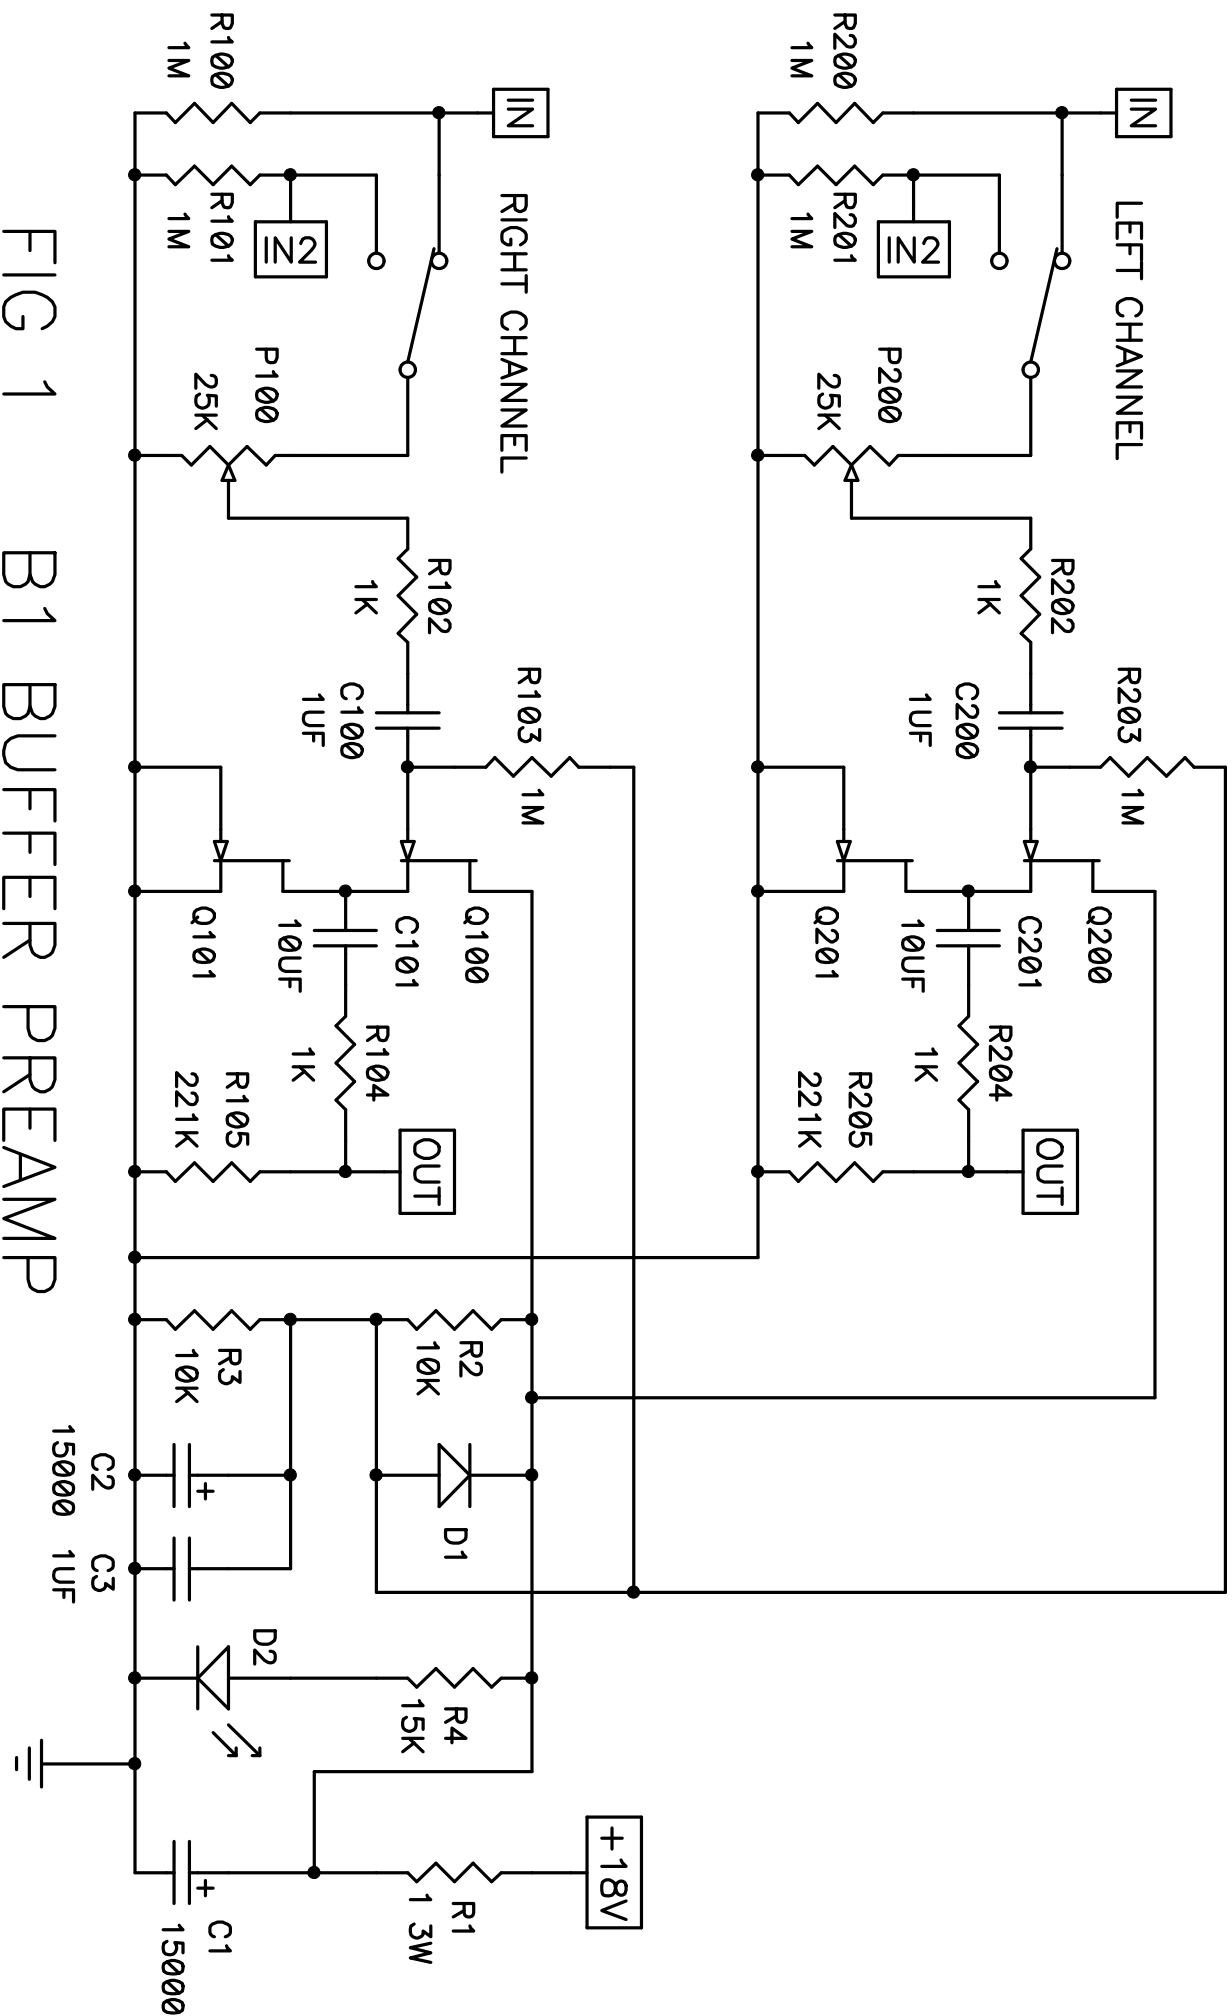 IN
LEFT CHANNEL
R203
1M
R200
1M
R201
1M
IN2
P200
25K
R202
1K
C200
1UF
Q200
Q201
C201
10UF
R204
1K
R205
221K
OUT
IN
RIGHT CHANNEL
R103
1M
R100
1M
R101
1M
IN2
P100
25K
R102
1K
C100
1UF
Q100
Q101
C101
10UF
R104
1K
R105
221K
OUT
R2
10K
R3
10K
D1
C2
15000
C3
1UF
D2
R4
15K
+18V
R1
1 3W
+
+
C1
15000
FIG 1 B1 BUFFER PREAMP